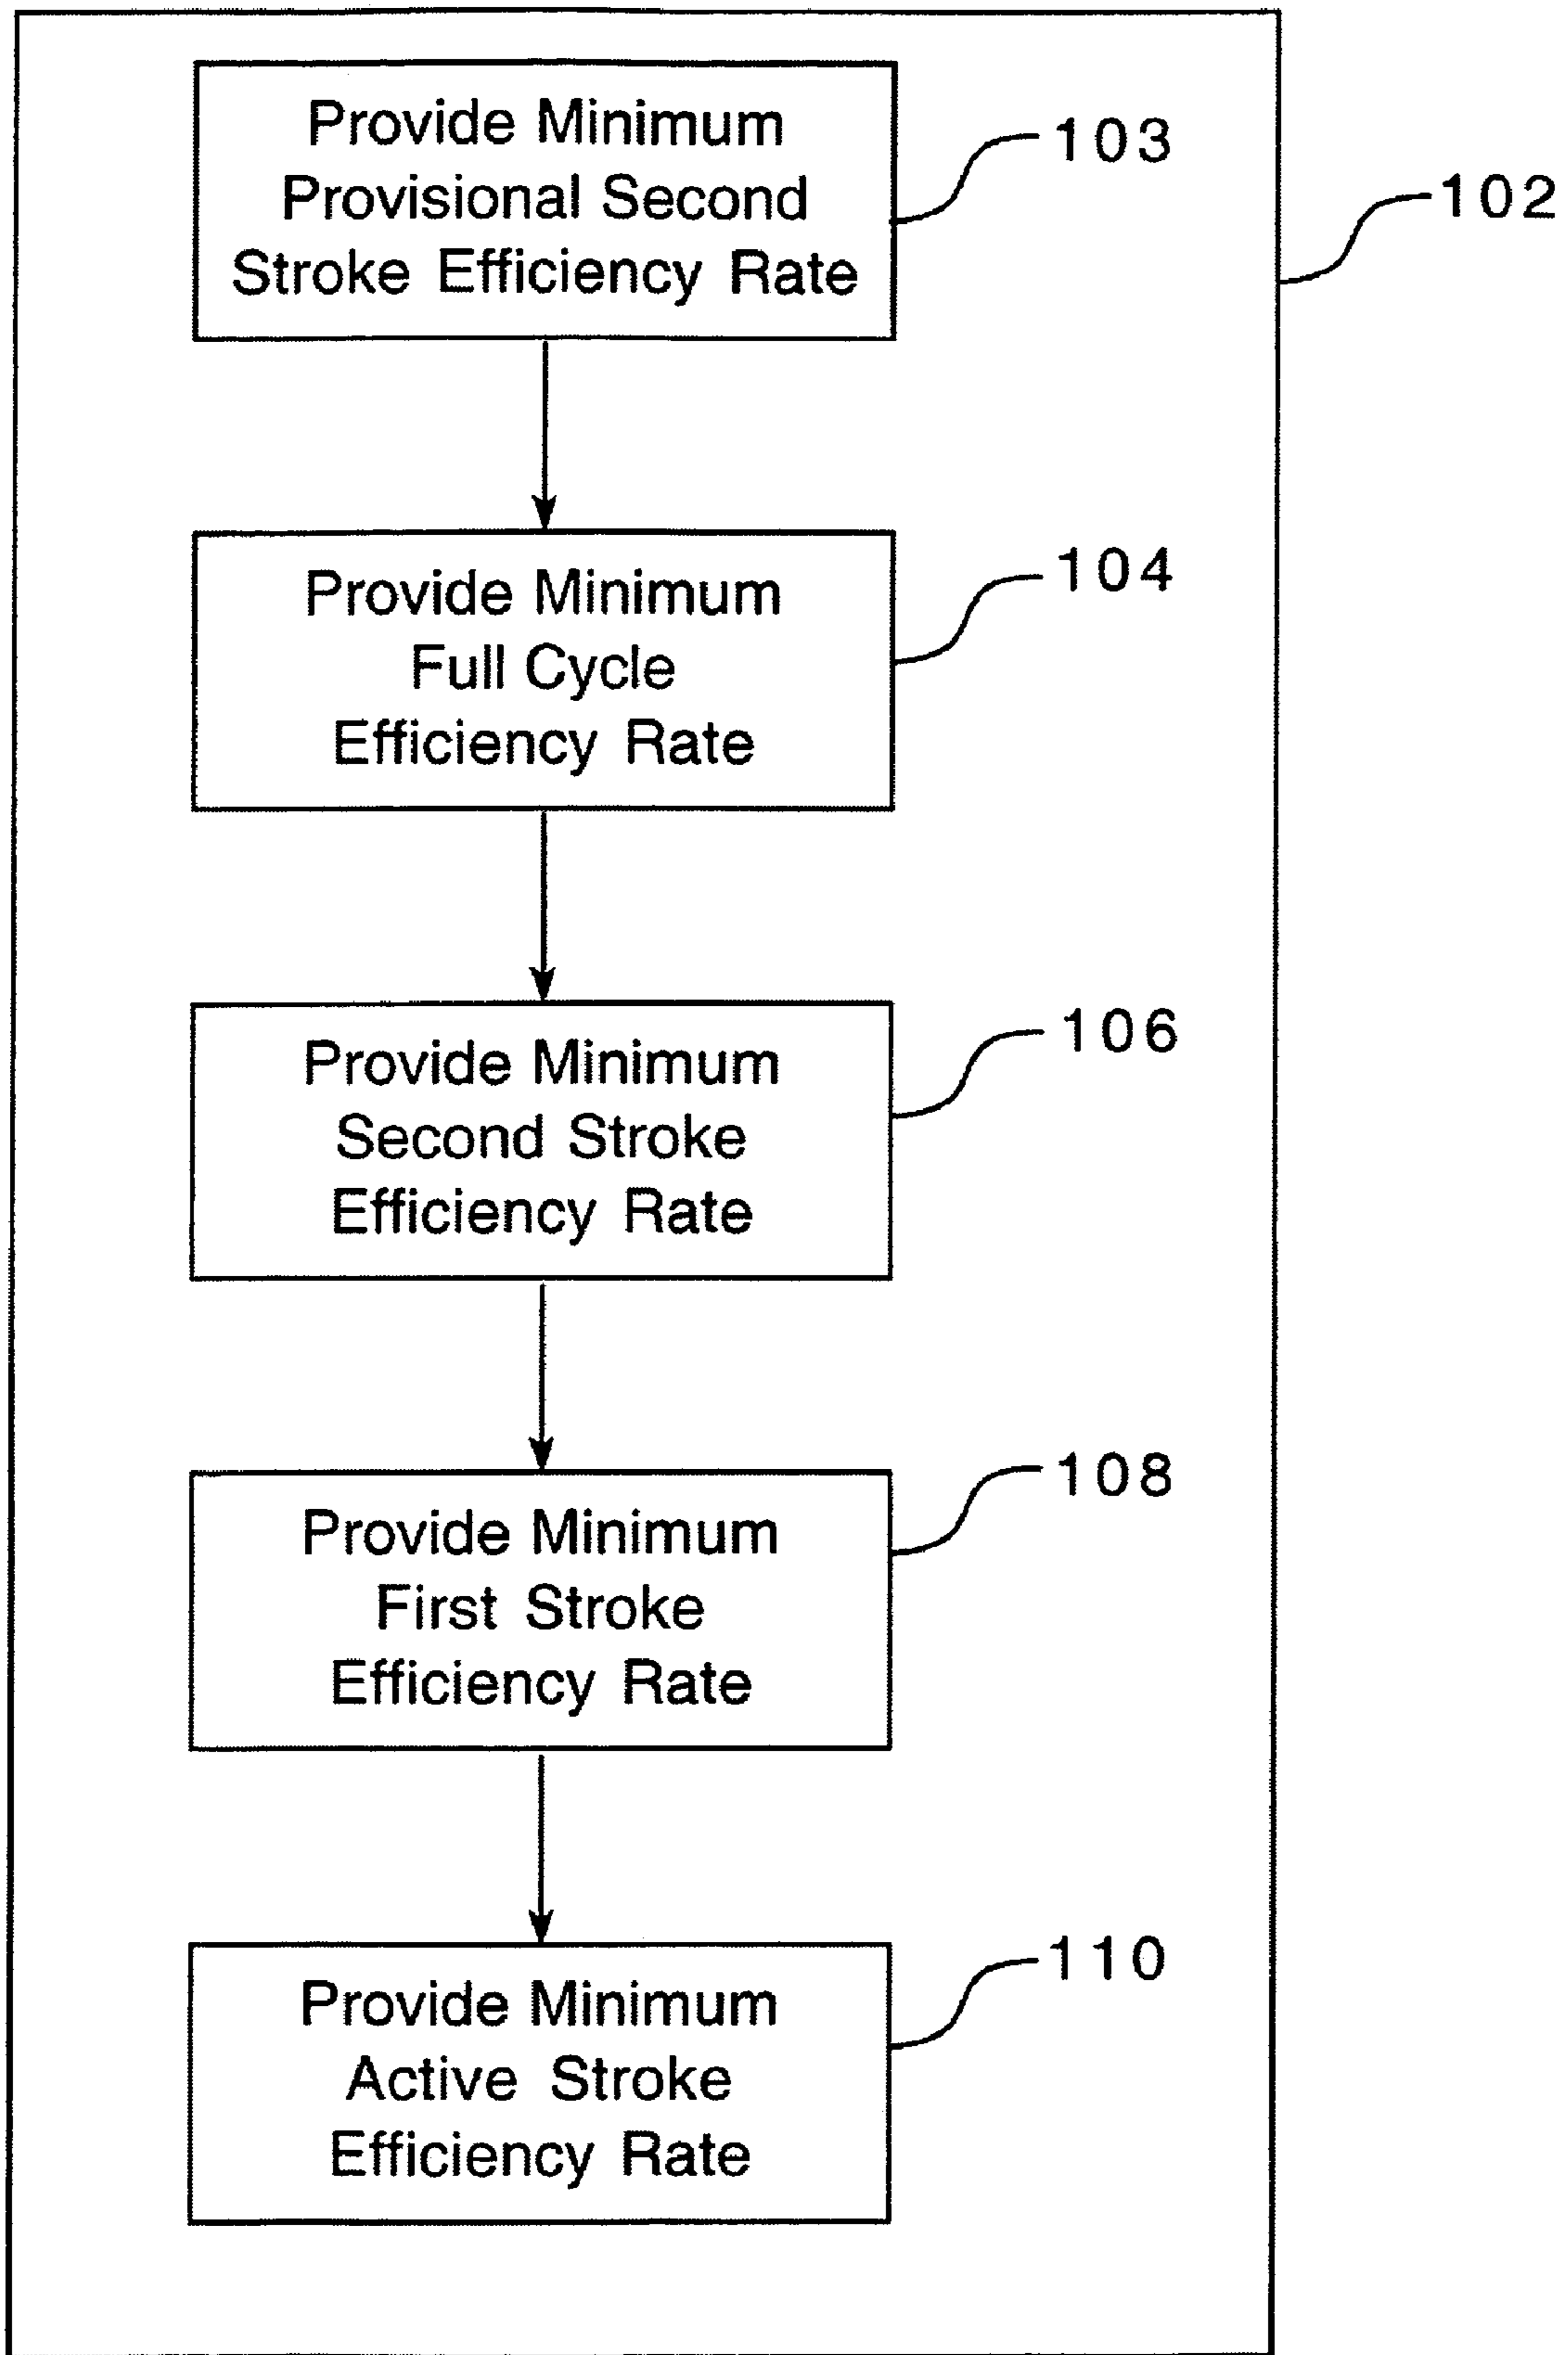 Provide Minimum
Provisional Second
Stroke Efficiency Rate
103
102
Provide Minimum
Full Cycle
Efficiency Rate
104
Provide Minimum
Second Stroke
Efficiency Rate
106
Provide Minimum
First Stroke
Efficiency Rate
108
Provide Minimum
Active Stroke
Efficiency Rate
110